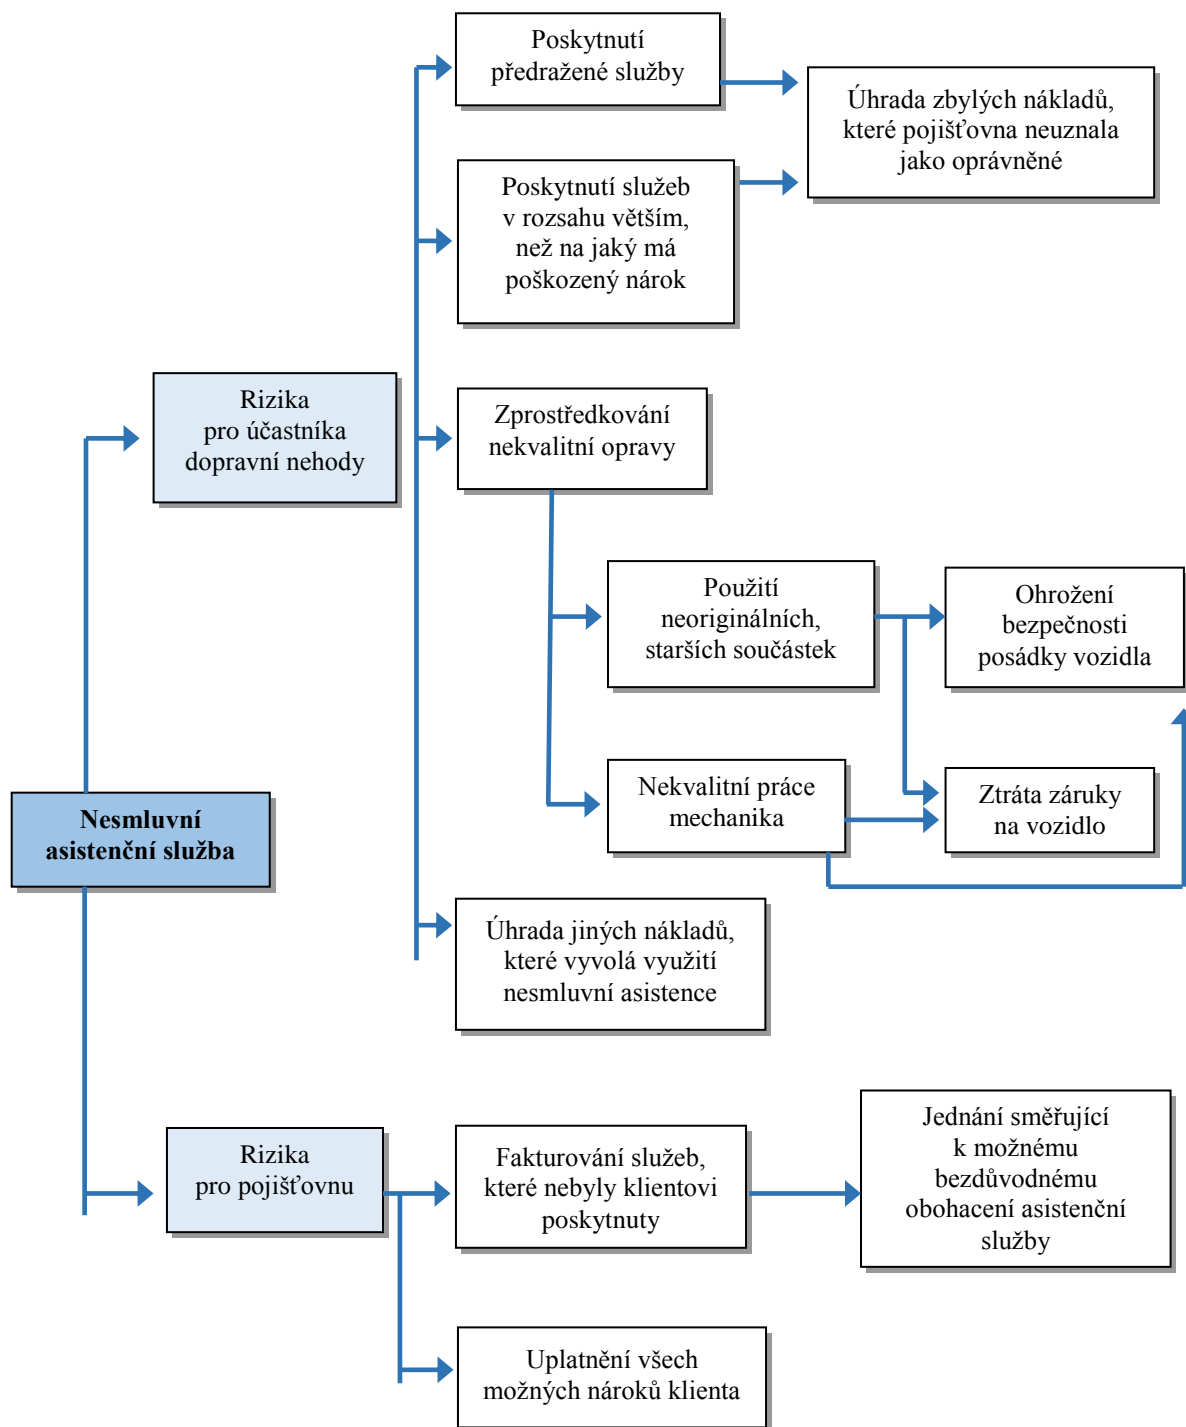 Poskytnutí
předražené služby
Úhrada zbylých nákladů,
které pojišťovna neuznala
jako oprávněné
Poskytnutí služeb
v rozsahu větším,
než na jaký má
poškozený nárok
Rizika
pro účastníka
dopravní nehody
Zprostředkování
nekvalitní opravy
Použití
neoriginálních,
starších součástek
Ohrožení
bezpečnosti
posádky vozidla
Nekvalitní práce
mechanika
Ztráta záruky
na vozidlo
Nesmluvní
asistenční služba
Úhrada jiných nákladů,
které vyvolá využití
nesmluvní asistence
Rizika
pro pojišťovnu
Fakturování služeb,
které nebyly klientovi
poskytnuty
Jednání směřující
k možnému
bezdůvodnému
obohacení asistenční
služby
Uplatnění všech
možných nároků klienta